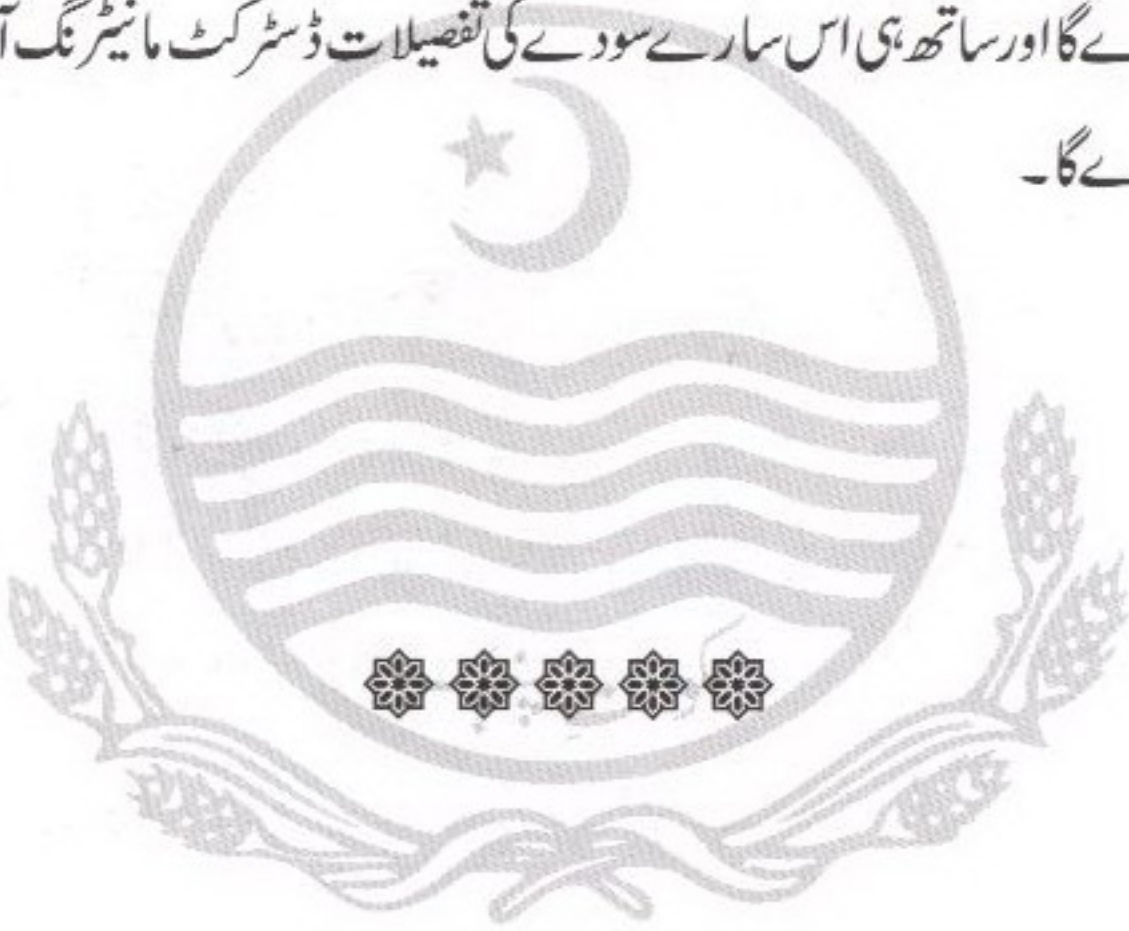 ے گا اور ساتھ ہی اس سارے سودے کی تفصیلات ڈسٹرکٹ مانیٹرنگ آ
ے گا۔